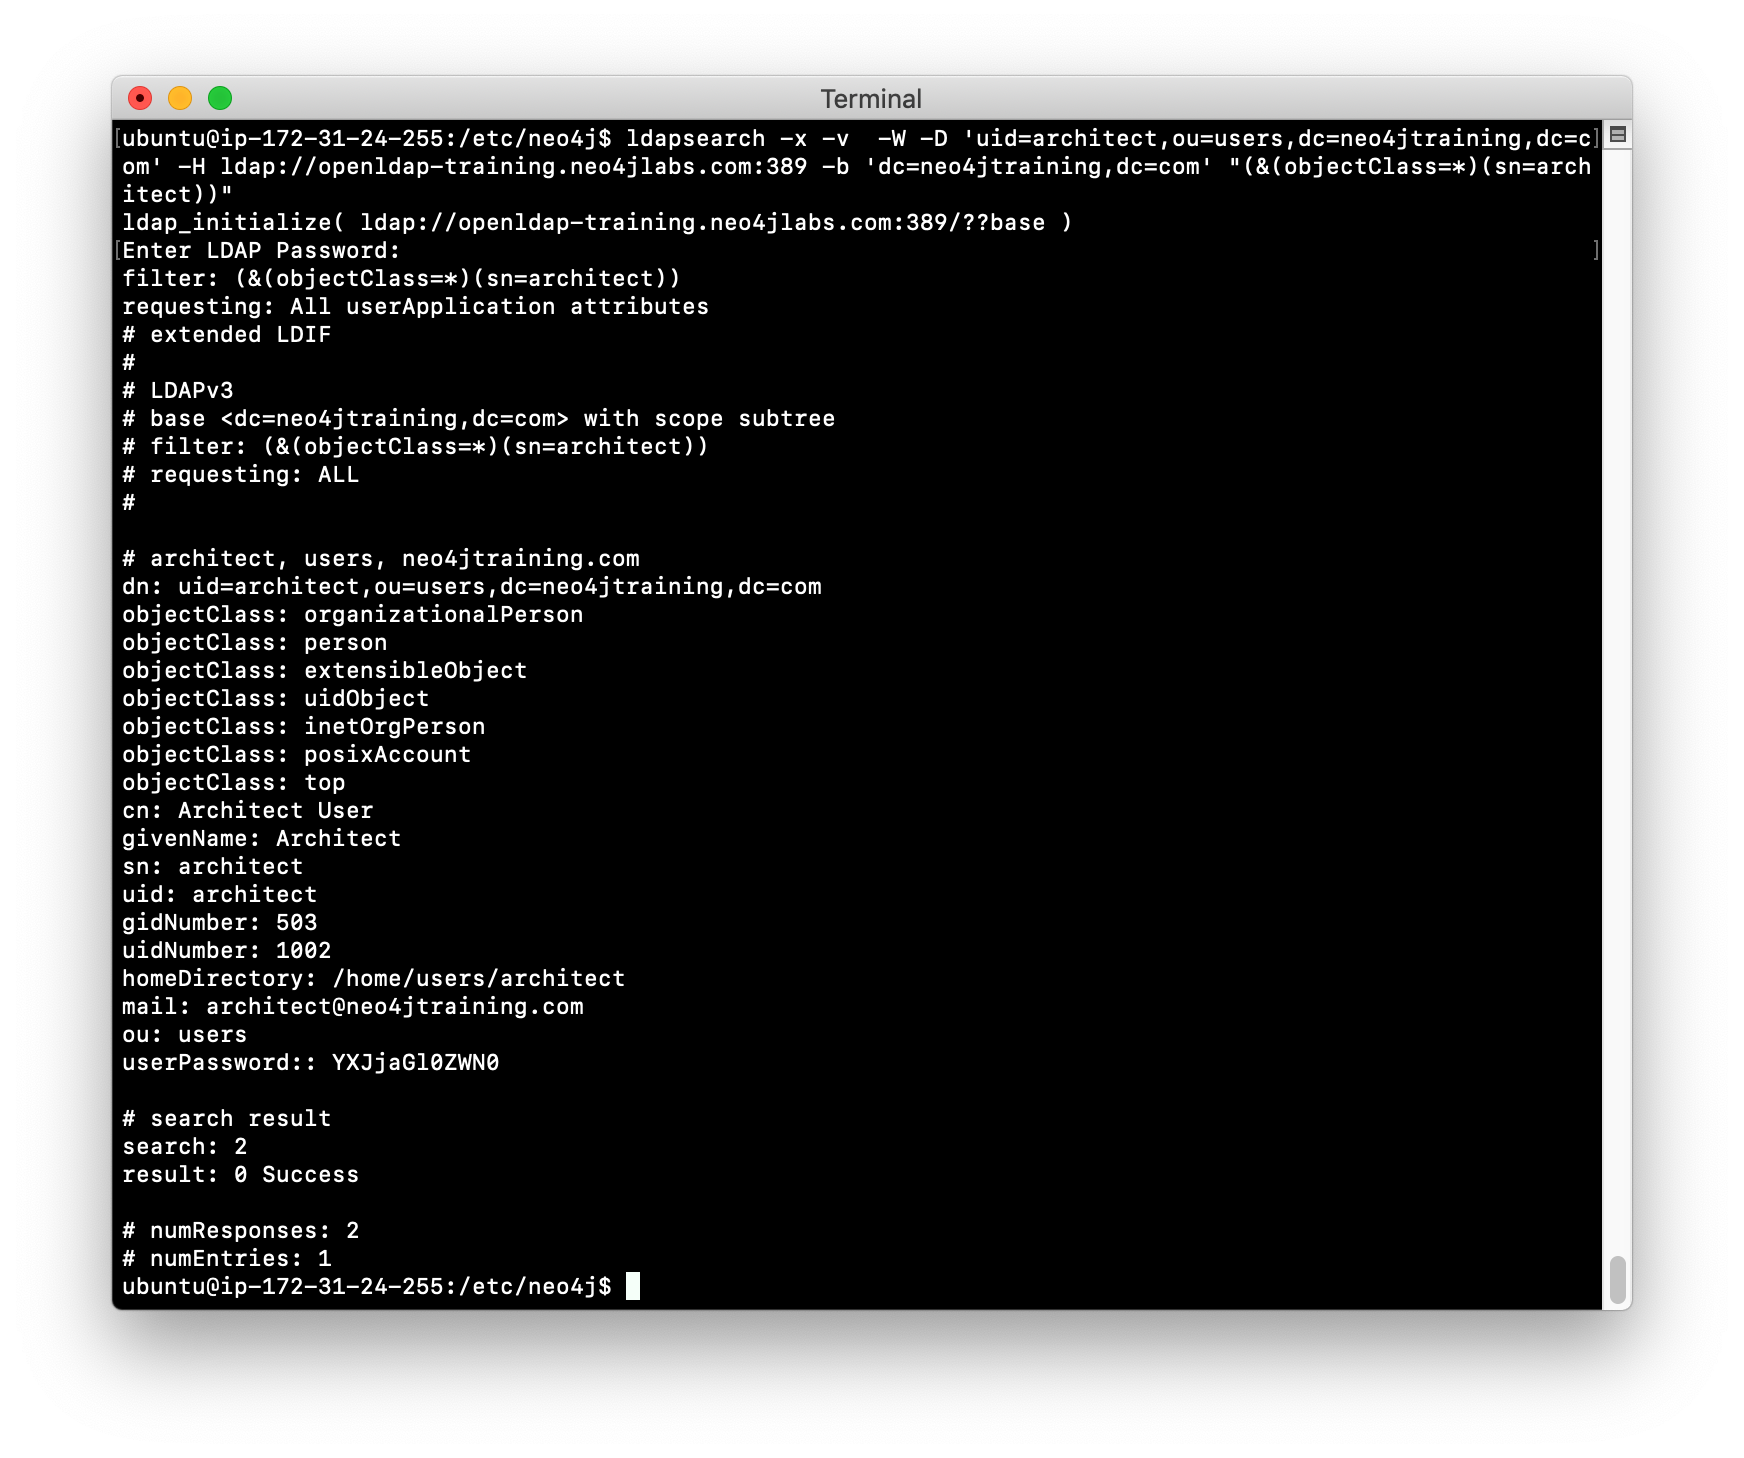 Terminal
ubuntu@ip-172-31-24-255:/etc/neo4j$ ldapsearch -x -v  -W -D 'uid=architect,ou=users,dc=neo4jtraining,dc=c
om' -H ldap://openldap-training.neo4jlabs.com:389 -b 'dc=neo4jtraining,dc=com' "(&(objectClass=*)(sn=arch
itect))"
ldap_initialize( ldap://openldap-training.neo4jlabs.com:389/??base )
Enter LDAP Password:
filter: (&(objectClass=*)(sn=architect))
requesting: All userApplication attributes
# extended LDIF
#
# LDAPv3
# base <dc=neo4jtraining,dc=com> with scope subtree
# filter: (&(objectClass=*)(sn=architect))
# requesting: ALL
#
# architect, users, neo4jtraining.com
dn: uid=architect,ou=users,dc=neo4jtraining,dc=com
objectClass: organizationalPerson
objectClass: person
objectClass: extensibleObject
objectClass: uidObject
objectClass: inetOrgPerson
objectClass: posixAccount
objectClass: top
cn: Architect User
givenName: Architect
sn: architect
uid: architect
gidNumber: 503
uidNumber: 1002
homeDirectory: /home/users/architect
mail: architect@neo4jtraining.com
ou: users
userPassword:: YXJjaGl0ZWN0
# search result
search: 2
result: 0 Success
# numResponses: 2
# numEntries: 1
ubuntu@ip-172-31-24-255:/etc/neo4j$